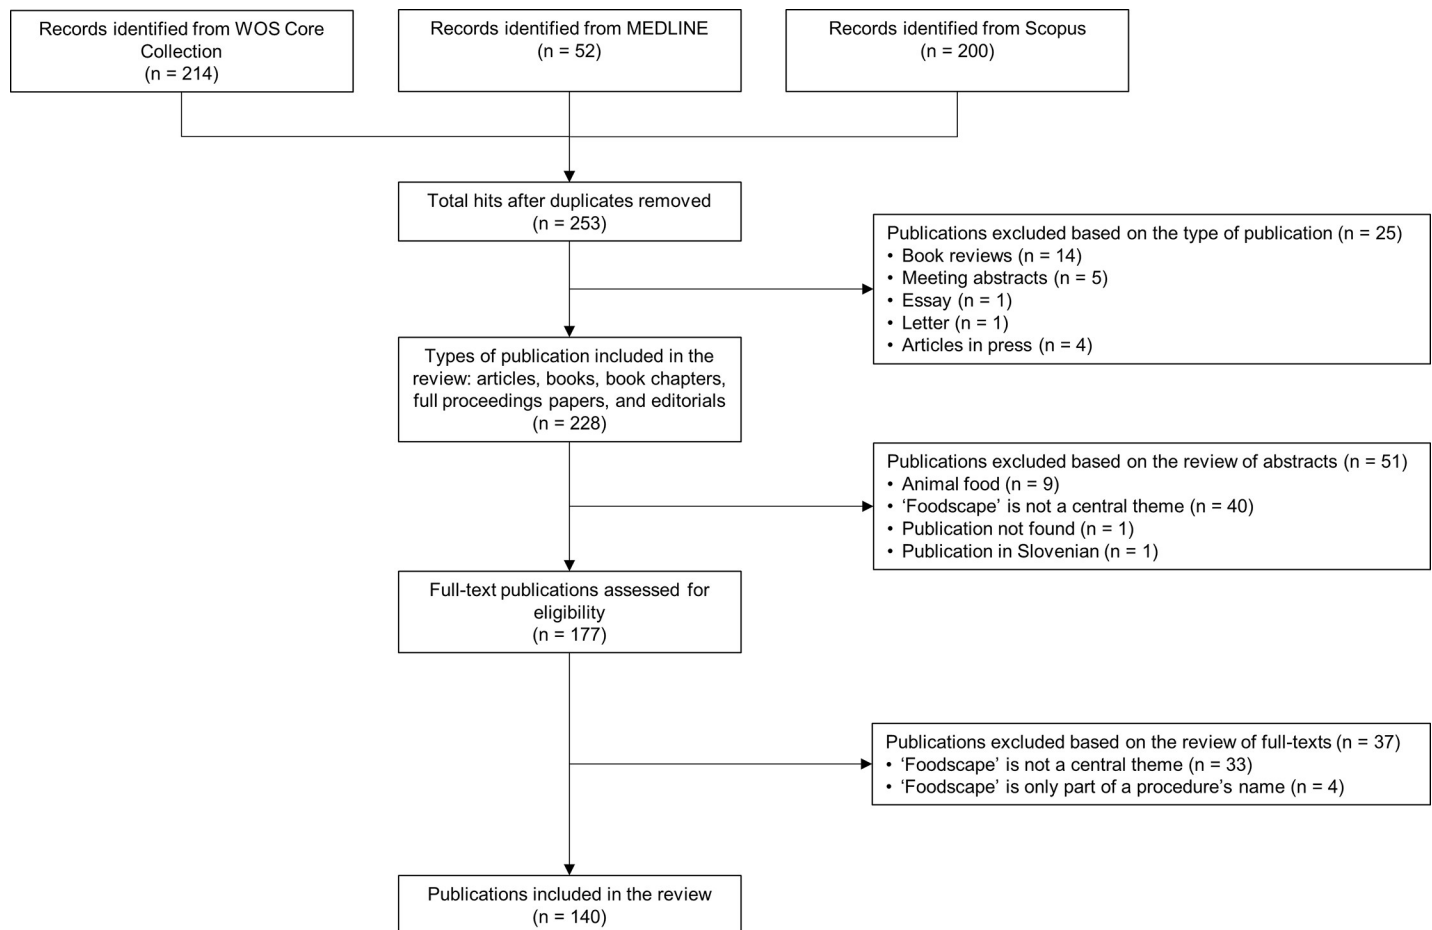 Records identified from WOS Core
Collection
(n = 214)
Records identified from MEDLINE
(n = 52)
Records identified from Scopus
(n = 200)
Total hits after duplicates removed
(n = 253)
Publications excluded based on the type of publication (n = 25)
• Book reviews (n = 14)
• Meeting abstracts (n = 5)
• Essay (n = 1)
• Letter (n = 1)
• Articles in press (n = 4)
Types of publication included in the
review: articles, books, book chapters,
full proceedings papers, and editorials
(n = 228)
Publications excluded based on the review of abstracts (n = 51)
• Animal food (n = 9)
• ‘Foodscape’ is not a central theme (n = 40)
• Publication not found (n = 1)
• Publication in Slovenian (n = 1)
Full-text publications assessed for
eligibility
(n = 177)
Publications excluded based on the review of full-texts (n = 37)
• ‘Foodscape’ is not a central theme (n = 33)
• ‘Foodscape’ is only part of a procedure’s name (n = 4)
Publications included in the review
(n = 140)